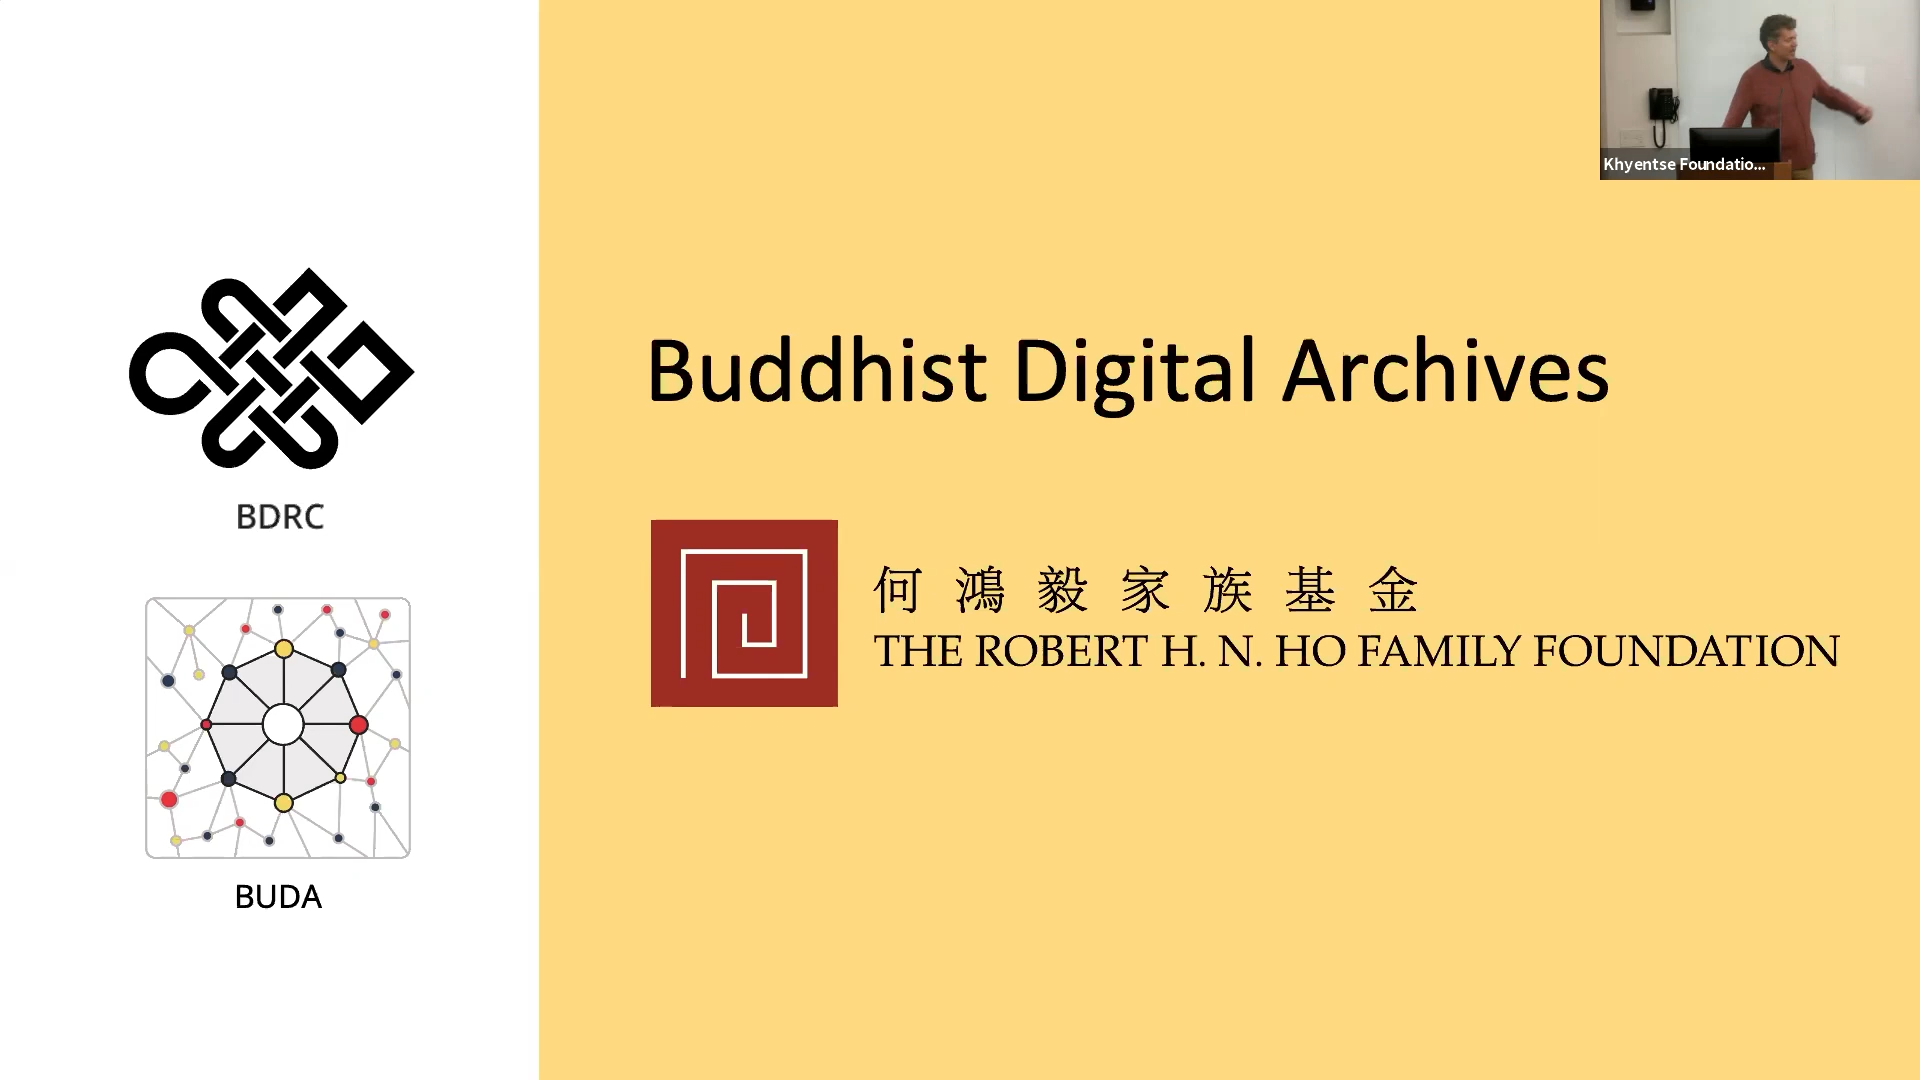 BDRC
BUDA
Buddhist Digital Archives
何鴻毅家族基金
THE ROBERT H. N. HO FAMILY FOUNDATION
Khyentse Foundatio...